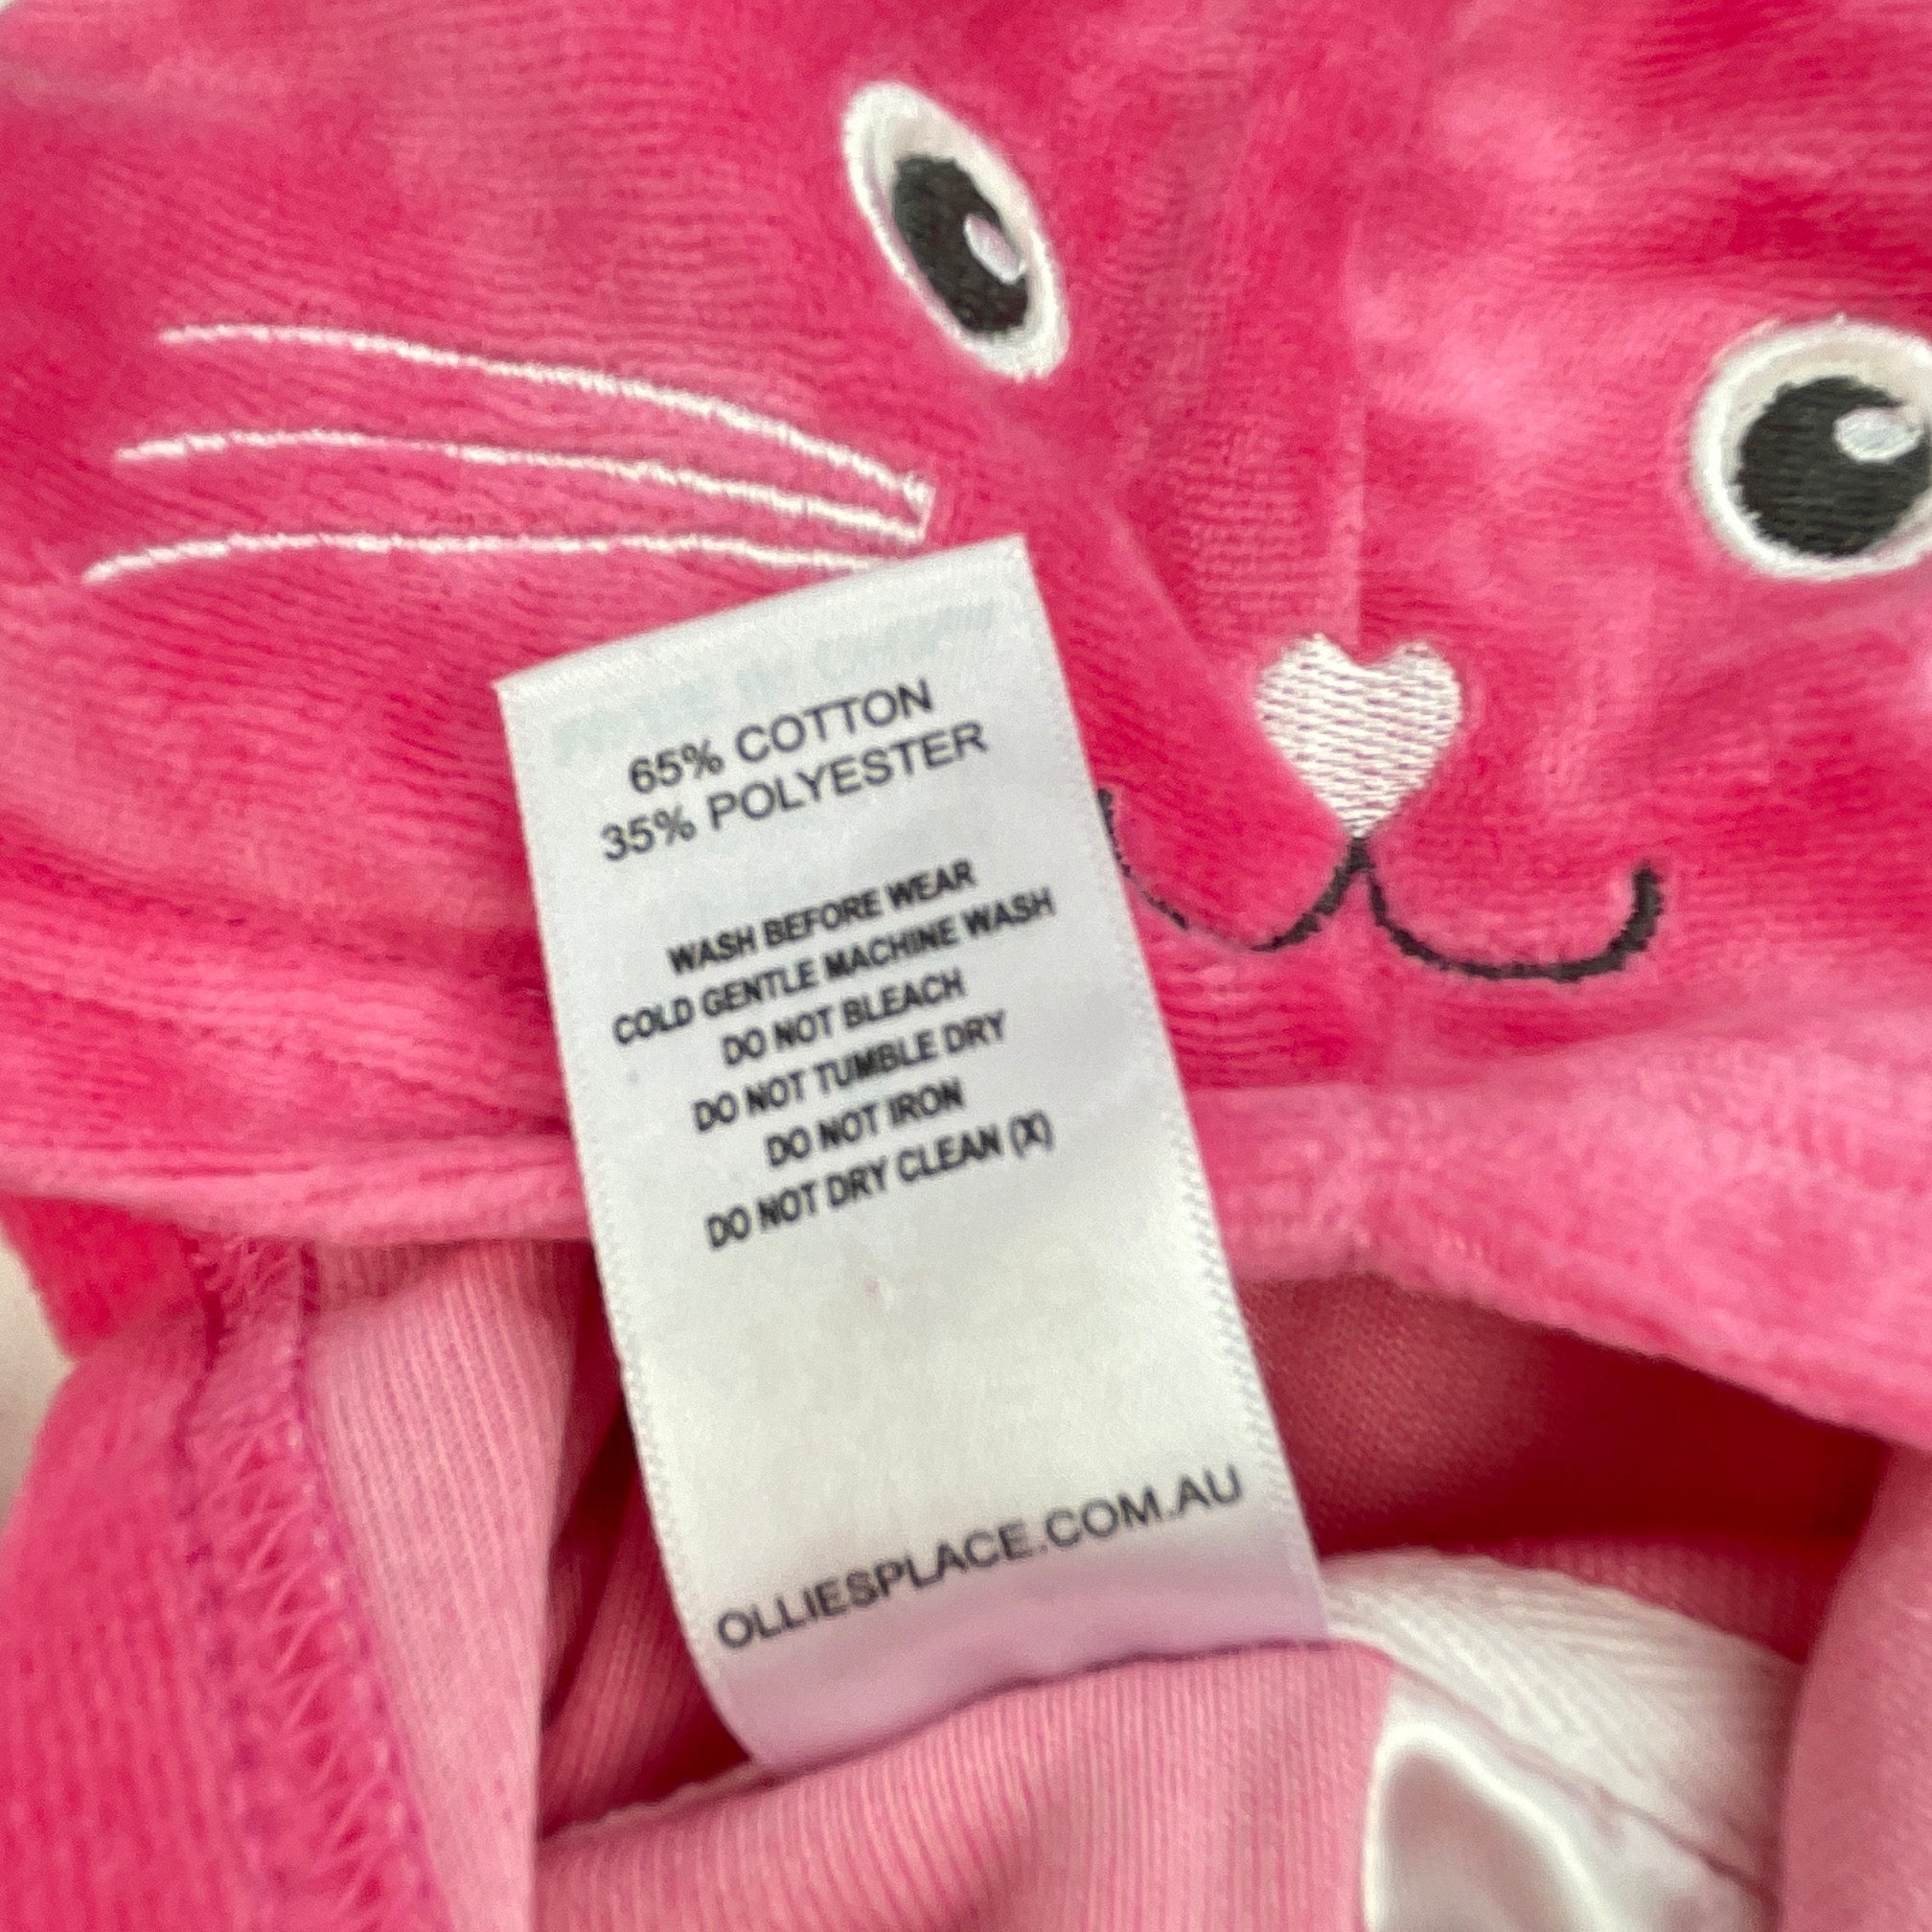 65% COTTON
35% POLYESTER
WASH BEFORE WEAR
COLD GENTLE MACHINE WASH
DO NOT BLEACH
DO NOT TUMBLE DRY
DO NOT IRON
DO NOT DRY CLEAN (X)
OLLIESPLACE.COM.AU